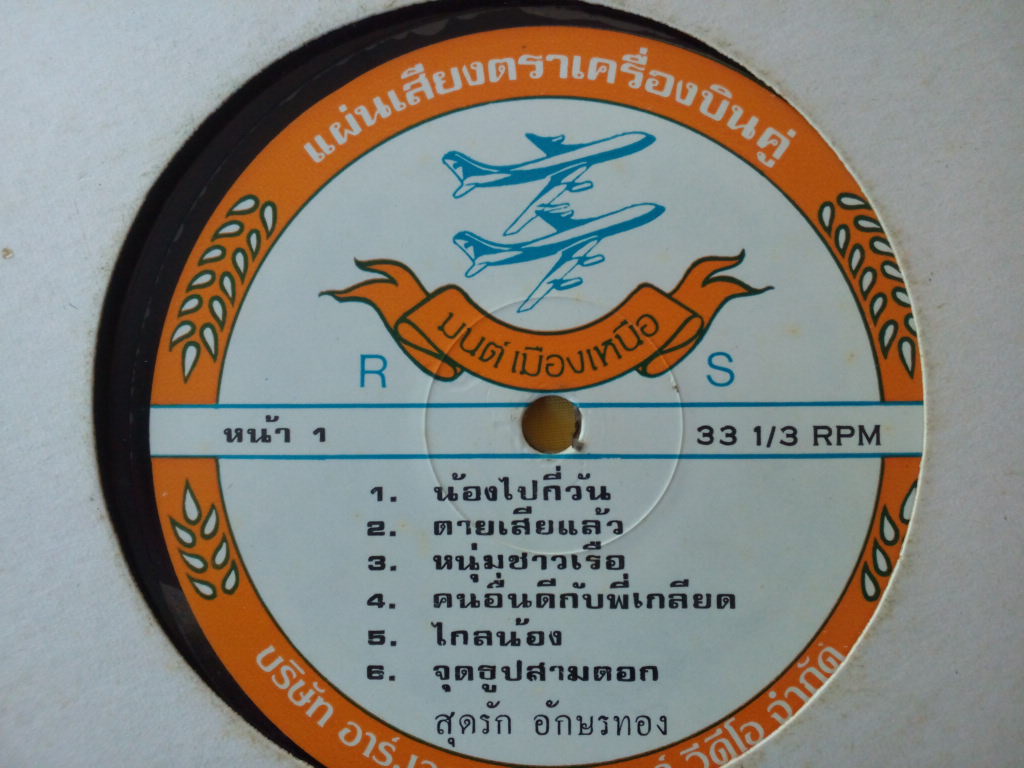 แผ่นเสียงตราเครื่องบินคู่
มนต์เมืองเหนือ
R S
หน้า 1 33 1/3 RPM
1. น้องไปกี่วัน
2. ตายเสียแล้ว
3. หนุ่มชาวเรือ
4. คนอื่นดีกับพี่เกลียด
5. ไกลน้อง
6. จุดธูปสามดอก
สุดรัก อักษรทอง
บริษัท อาร์. วีดีโอ จำกัด